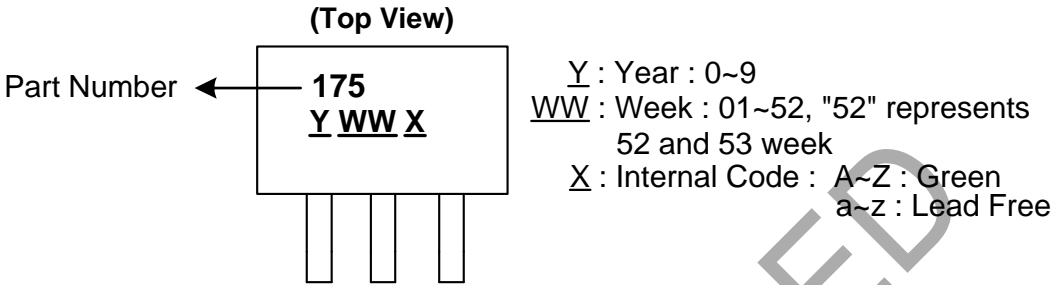 (Top View)
Part Number
175
Y WW X
Y : Year : 0~9
WW : Week : 01~52, "52" represents
52 and 53 week
X : Internal Code : A~Z : Green
a~z : Lead Free